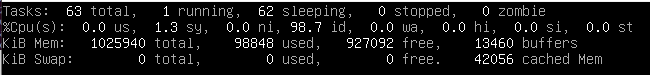 Tasks:  63 total,   1 running,  62 sleeping,   0 stopped,   0 zombie
%Cpu(s):  0.0 us,  1.3 sy,  0.0 ni, 98.7 id,  0.0 wa,  0.0 hi,  0.0 si,  0.0 st
KiB Mem:   1025940 total,    98848 used,   927092 free,    13460 buffers
KiB Swap:        0 total,        0 used,        0 free.    42056 cached Mem